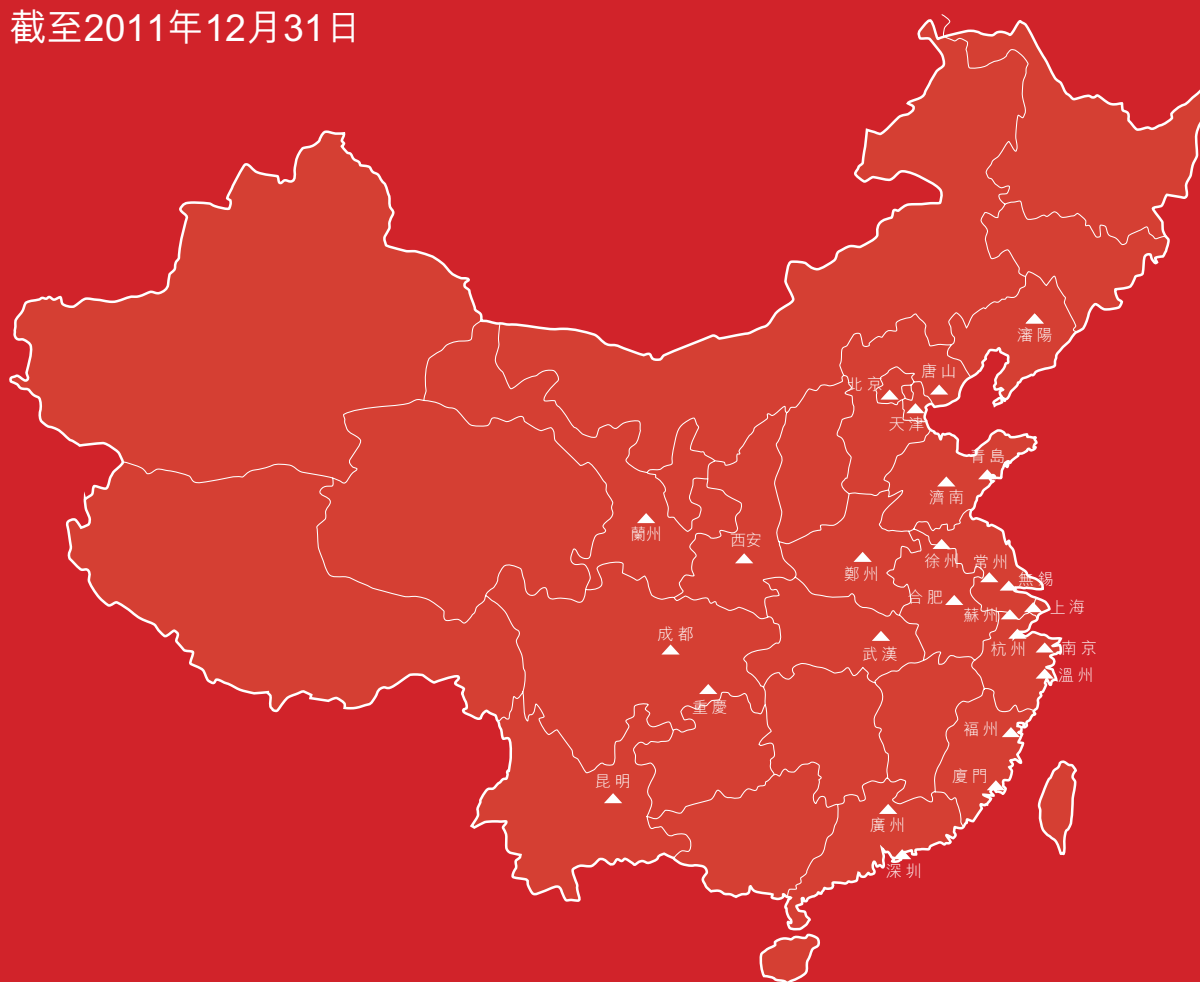 截至2011年12月31日
瀋陽
唐山
北京
天津
青島
濟南
蘭州
西安
徐州
常州
鄭州
無錫
合肥
蘇州
上海
成都
武漢
杭州
南京
溫州
重慶
福州
廈門
昆明
廣州
深圳